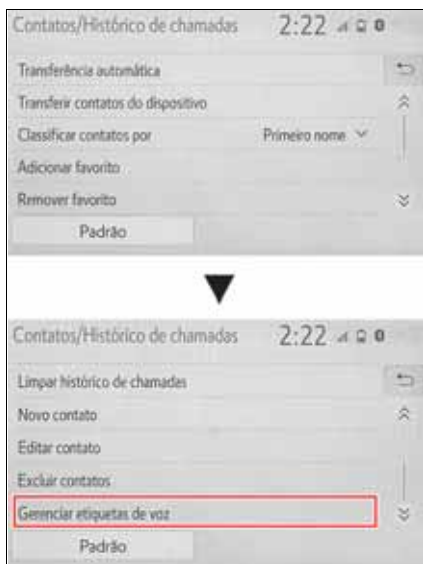 Contatos/Histórico de chamadas 2:22
Transferência automática
Transferir contatos do dispositivo
Classificar contatos por Primeiro nome
Adicionar favorito
Remover favorito
Padrão
Contatos/Histórico de chamadas 2:22
Limpar histórico de chamadas
Novo contato
Editar contato
Excluir contatos
Gerenciar etiquetas de voz
Padrão